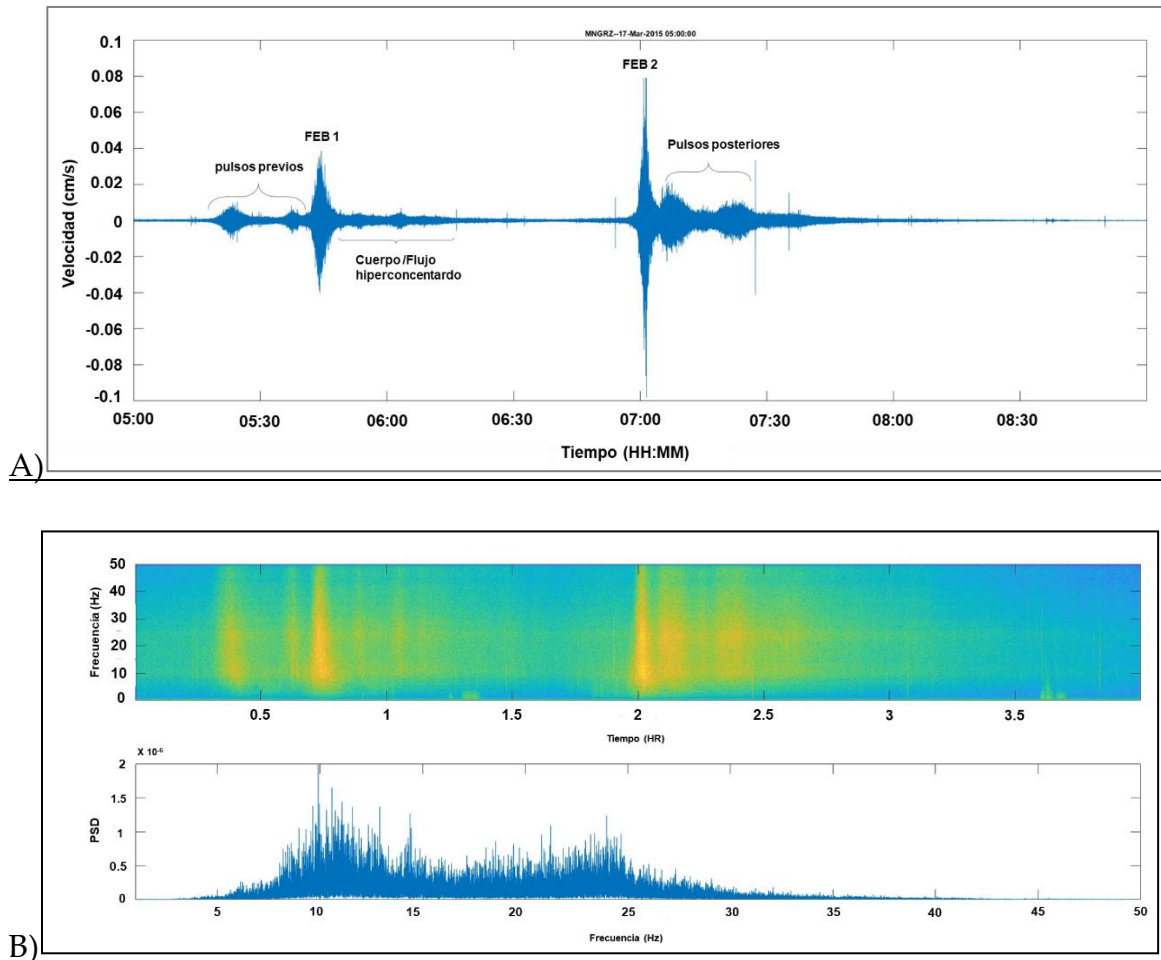 MNGRZ--17-Mar-2015 05:00:00
0.1
0.08
0.06
0.04
0.02
0
-0.02
-0.04
-0.06
-0.08
-0.1
Velocidad (cm/s)
pulsos previos
FEB 1
Cuerpo/Flujo
hiperconcentardo
FEB 2
Pulsos posteriores
05:00 05:30 06:00 06:30 07:00 07:30 08:00 08:30
Tiempo (HH:MM)
A)
50
40
30
20
10
0
Frecuencia (Hz)
0.5 1 1.5 2 2.5 3 3.5
Tiempo (HR)
X 10-6
2
1.5
1
0.5
0
PSD
5 10 15 20 25 30 35 40 45 50
Frecuencia (Hz)
B)